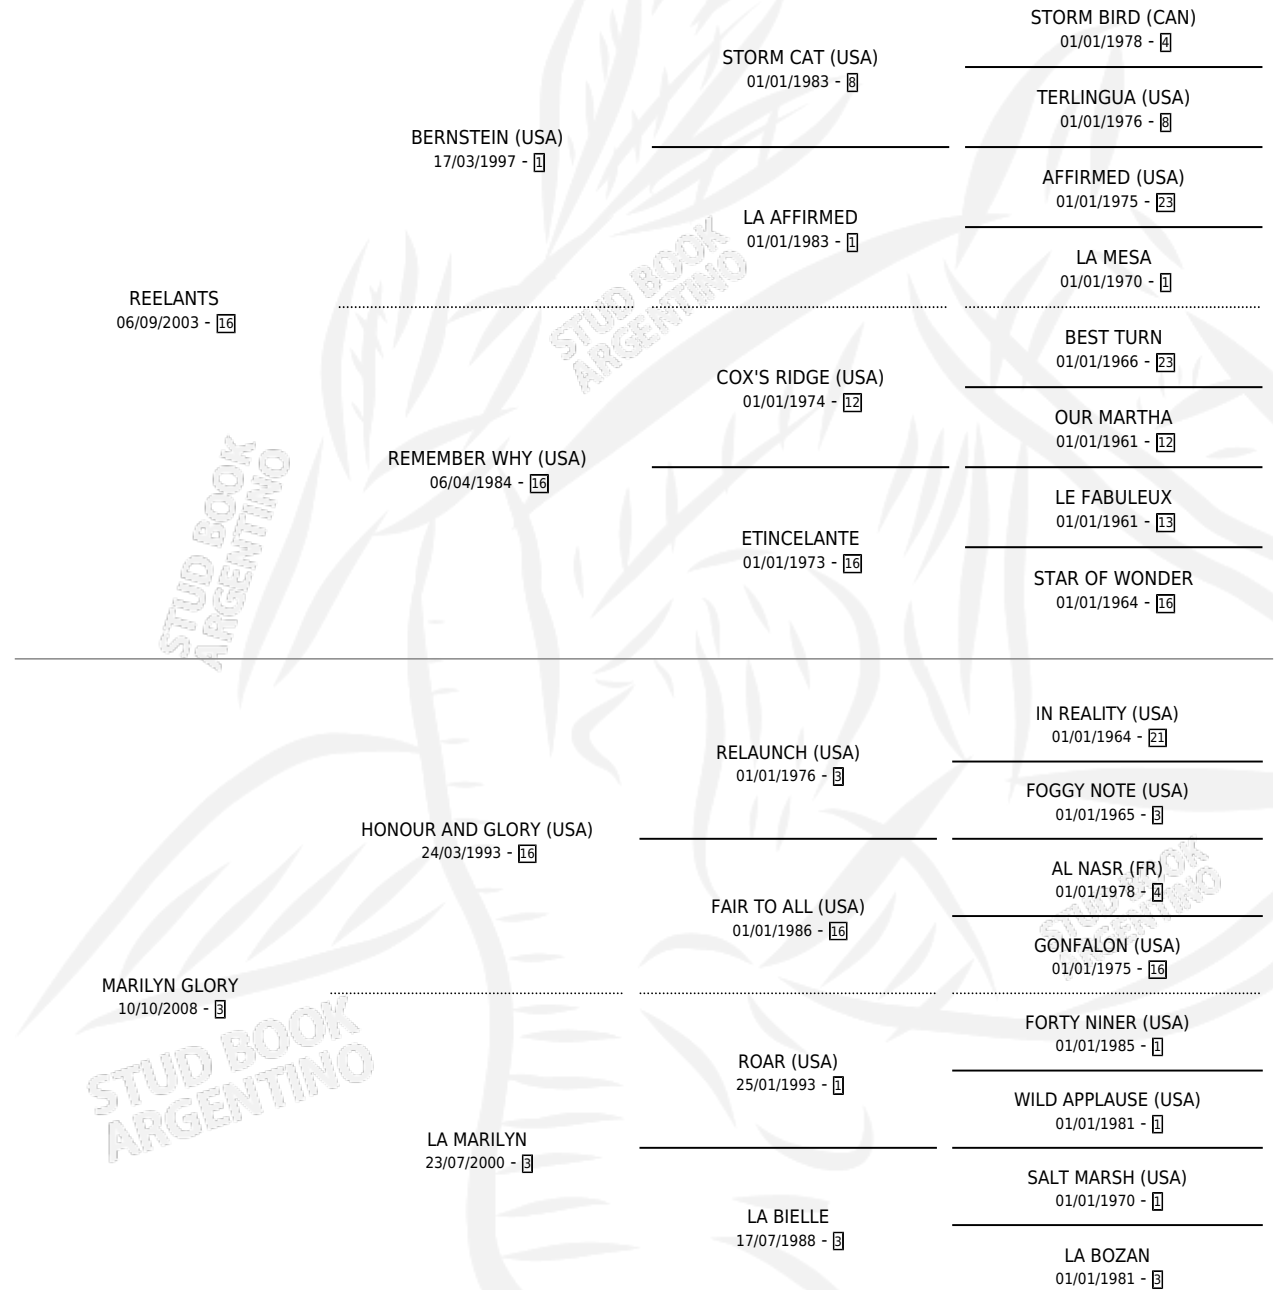 STORM BIRD (CAN)
01/01/1978 - 4
STORM CAT (USA)
01/01/1983 - 8
TERLINGUA (USA)
01/01/1976 - 8
BERNSTEIN (USA)
17/03/1997 - 1
AFFIRMED (USA)
01/01/1975 - 23
LA AFFIRMED
01/01/1983 - 1
LA MESA
01/01/1970 - 1
REELANTS
06/09/2003 - 16
BEST TURN
01/01/1966 - 23
COX'S RIDGE (USA)
01/01/1974 - 12
OUR MARTHA
01/01/1961 - 12
REMEMBER WHY (USA)
06/04/1984 - 16
LE FABULEUX
01/01/1961 - 13
ETINCELANTE
01/01/1973 - 16
STAR OF WONDER
01/01/1964 - 16
IN REALITY (USA)
01/01/1964 - 21
RELAUNCH (USA)
01/01/1976 - 3
FOGGY NOTE (USA)
01/01/1965 - 3
HONOUR AND GLORY (USA)
24/03/1993 - 16
AL NASR (FR)
01/01/1978 - 4
FAIR TO ALL (USA)
01/01/1986 - 16
GONFALON (USA)
01/01/1975 - 16
MARILYN GLORY
10/10/2008 - 3
FORTY NINER (USA)
01/01/1985 - 1
ROAR (USA)
25/01/1993 - 1
WILD APPLAUSE (USA)
01/01/1981 - 1
LA MARILYN
23/07/2000 - 3
SALT MARSH (USA)
01/01/1970 - 1
LA BIELLE
17/07/1988 - 3
LA BOZAN
01/01/1981 - 3
STUD BOOK
ARGENTINO
STUD BOOK
ARGENTINO
STUD BOOK
ARGENTINO
STUD BOOK
ARGENTINO